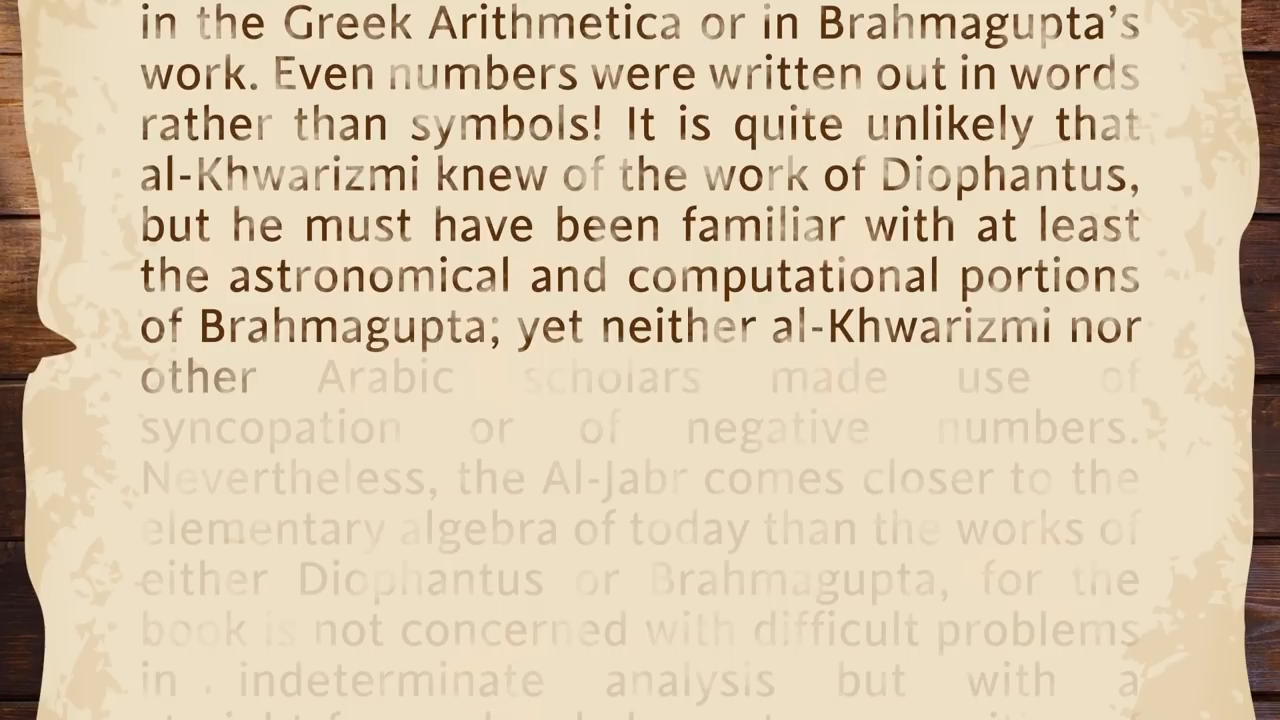 in the Greek Arithmetica or in Brahmagupta’s
work. Even numbers were written out in words
rather than symbols! It is quite unlikely that
al-Khwarizmi knew of the work of Diophantus,
but he must have been familiar with at least
the astronomical and computational portions
of Brahmagupta; yet neither al-Khwarizmi nor
other Arabic scholars made use of
syncopation or of negative numbers.
Nevertheless, the Al-Jabr comes closer to the
elementary algebra of today than the works of
either Diophantus or Brahmagupta, for the
book is not concerned with difficult problems
in indeterminate analysis but with a